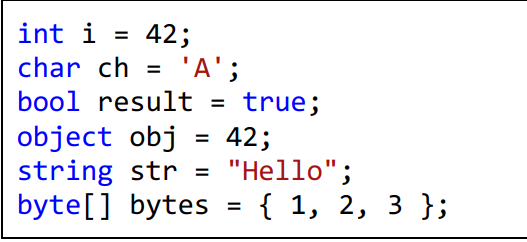 int i = 42;
char ch = 'A';
bool result = true;
object obj = 42;
string str = "Hello";
byte[] bytes = { 1, 2, 3 };